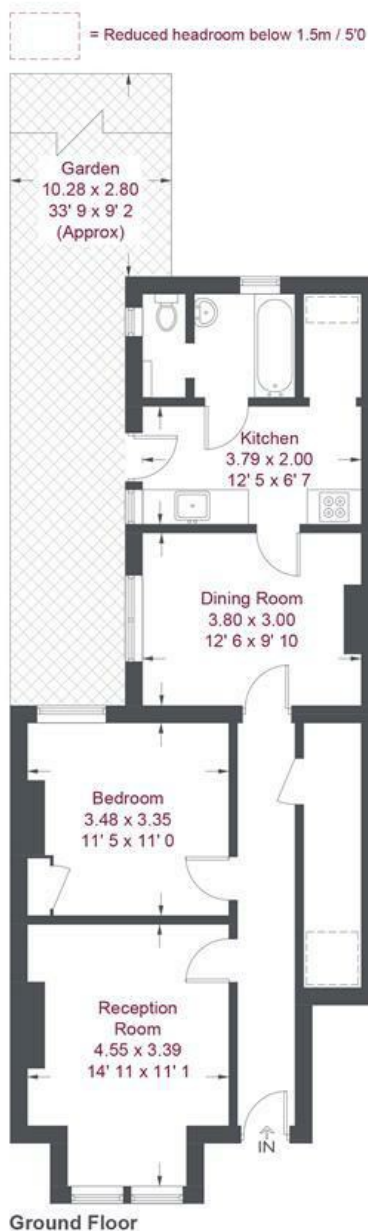 = Reduced headroom below 1.5m / 5'0
Garden
10.28 x 2.80
33' 9 x 9' 2
(Approx)
Kitchen
3.79 x 2.00
12' 5 x 6' 7
Dining Room
3.80 x 3.00
12' 6 x 9' 10
Bedroom
3.48 x 3.35
11' 5 x 11' 0
Reception
Room
4.55 x 3.39
14' 11 x 11' 1
IN
Ground Floor